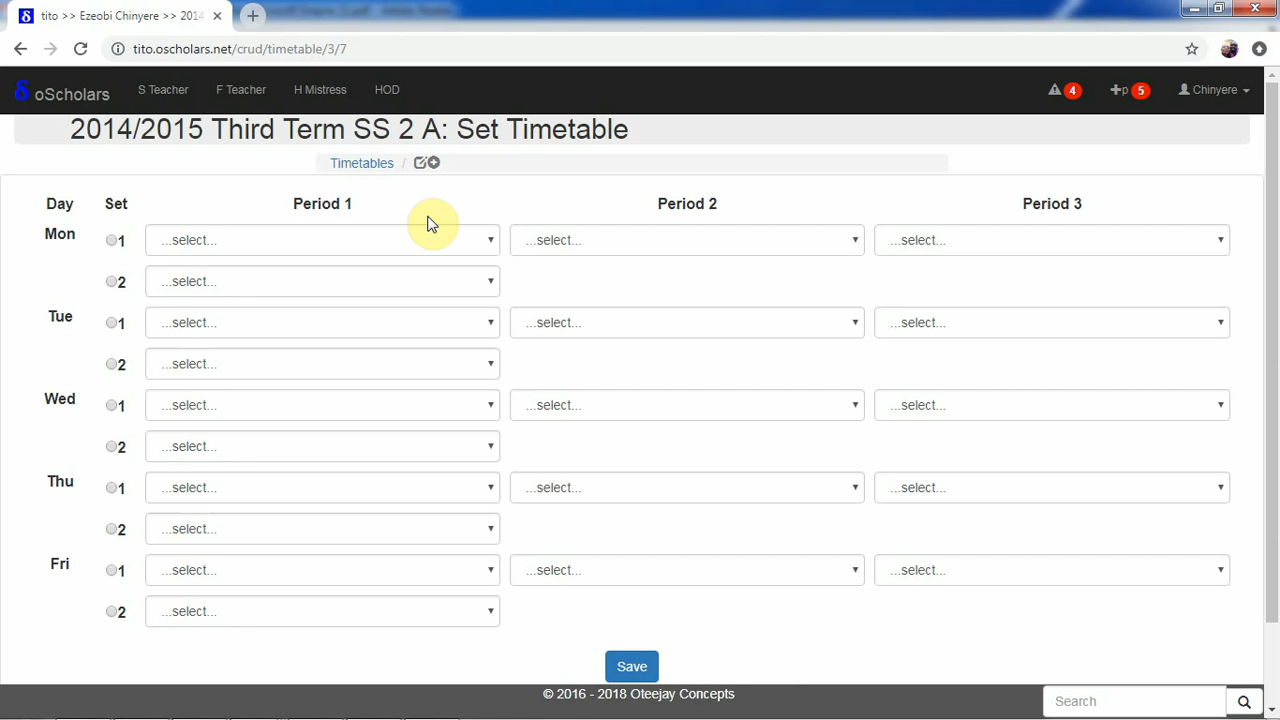 tito >> Ezeobi Chinyere >> 2014
tito.oscholars.net/crud/timetable/3/7
δ oScholars S Teacher F Teacher H Mistress HOD 4 p 5 Chinyere
2014/2015 Third Term SS 2 A: Set Timetable
Timetables /
Day Set Period 1 Period 2 Period 3
Mon 1 ...select... ...select... ...select...
2 ...select...
Tue 1 ...select... ...select... ...select...
2 ...select...
Wed 1 ...select... ...select... ...select...
2 ...select...
Thu 1 ...select... ...select... ...select...
2 ...select...
Fri 1 ...select... ...select... ...select...
2 ...select...
Save
© 2016 - 2018 Oteejay Concepts
Search